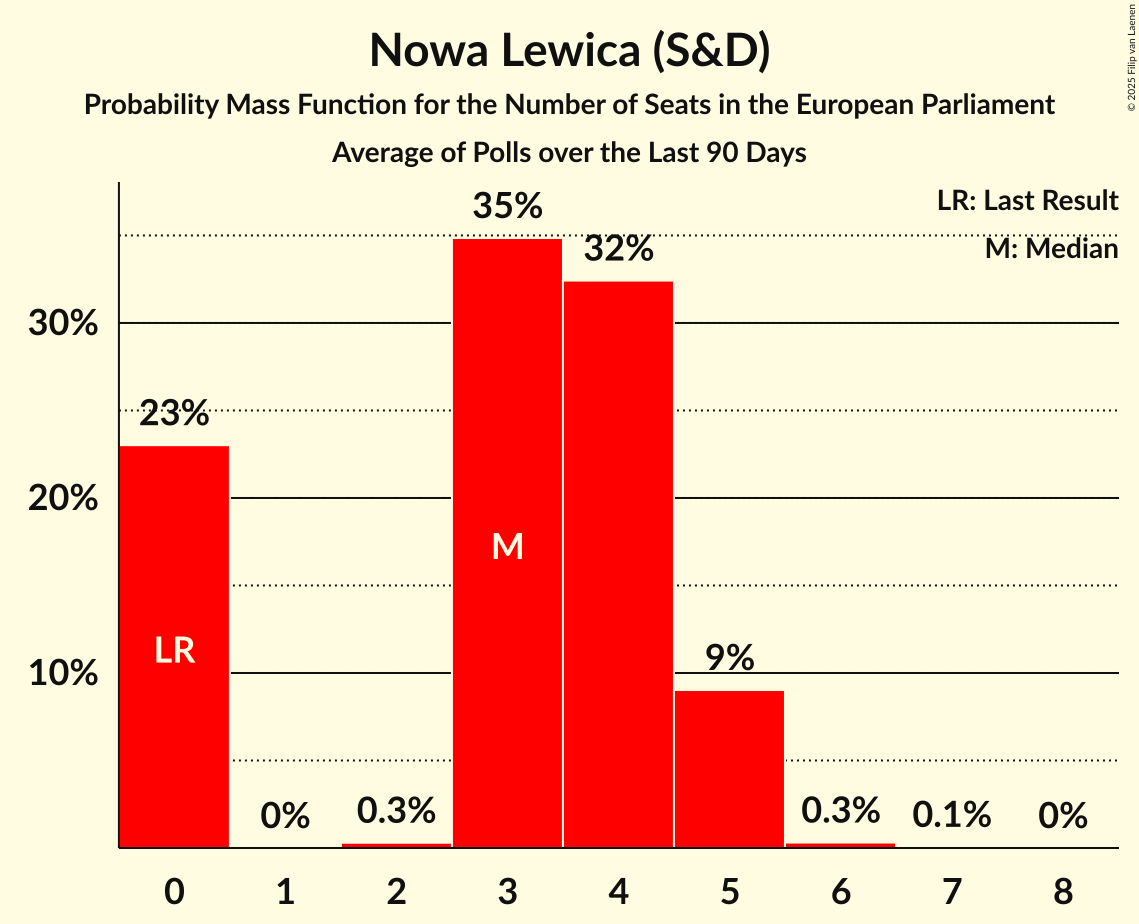 Nowa Lewica (S&D)
Probability Mass Function for the Number of Seats in the European Parliament
Average of Polls over the Last 90 Days
© 2025 Filip van Laenen
LR: Last Result
M: Median
35%
32%
30%
23%
20%
M
LR
10%
9%
0%
0.3%
0.3%
0.1%
0%
0 1 2 3 4 5 6 7 8